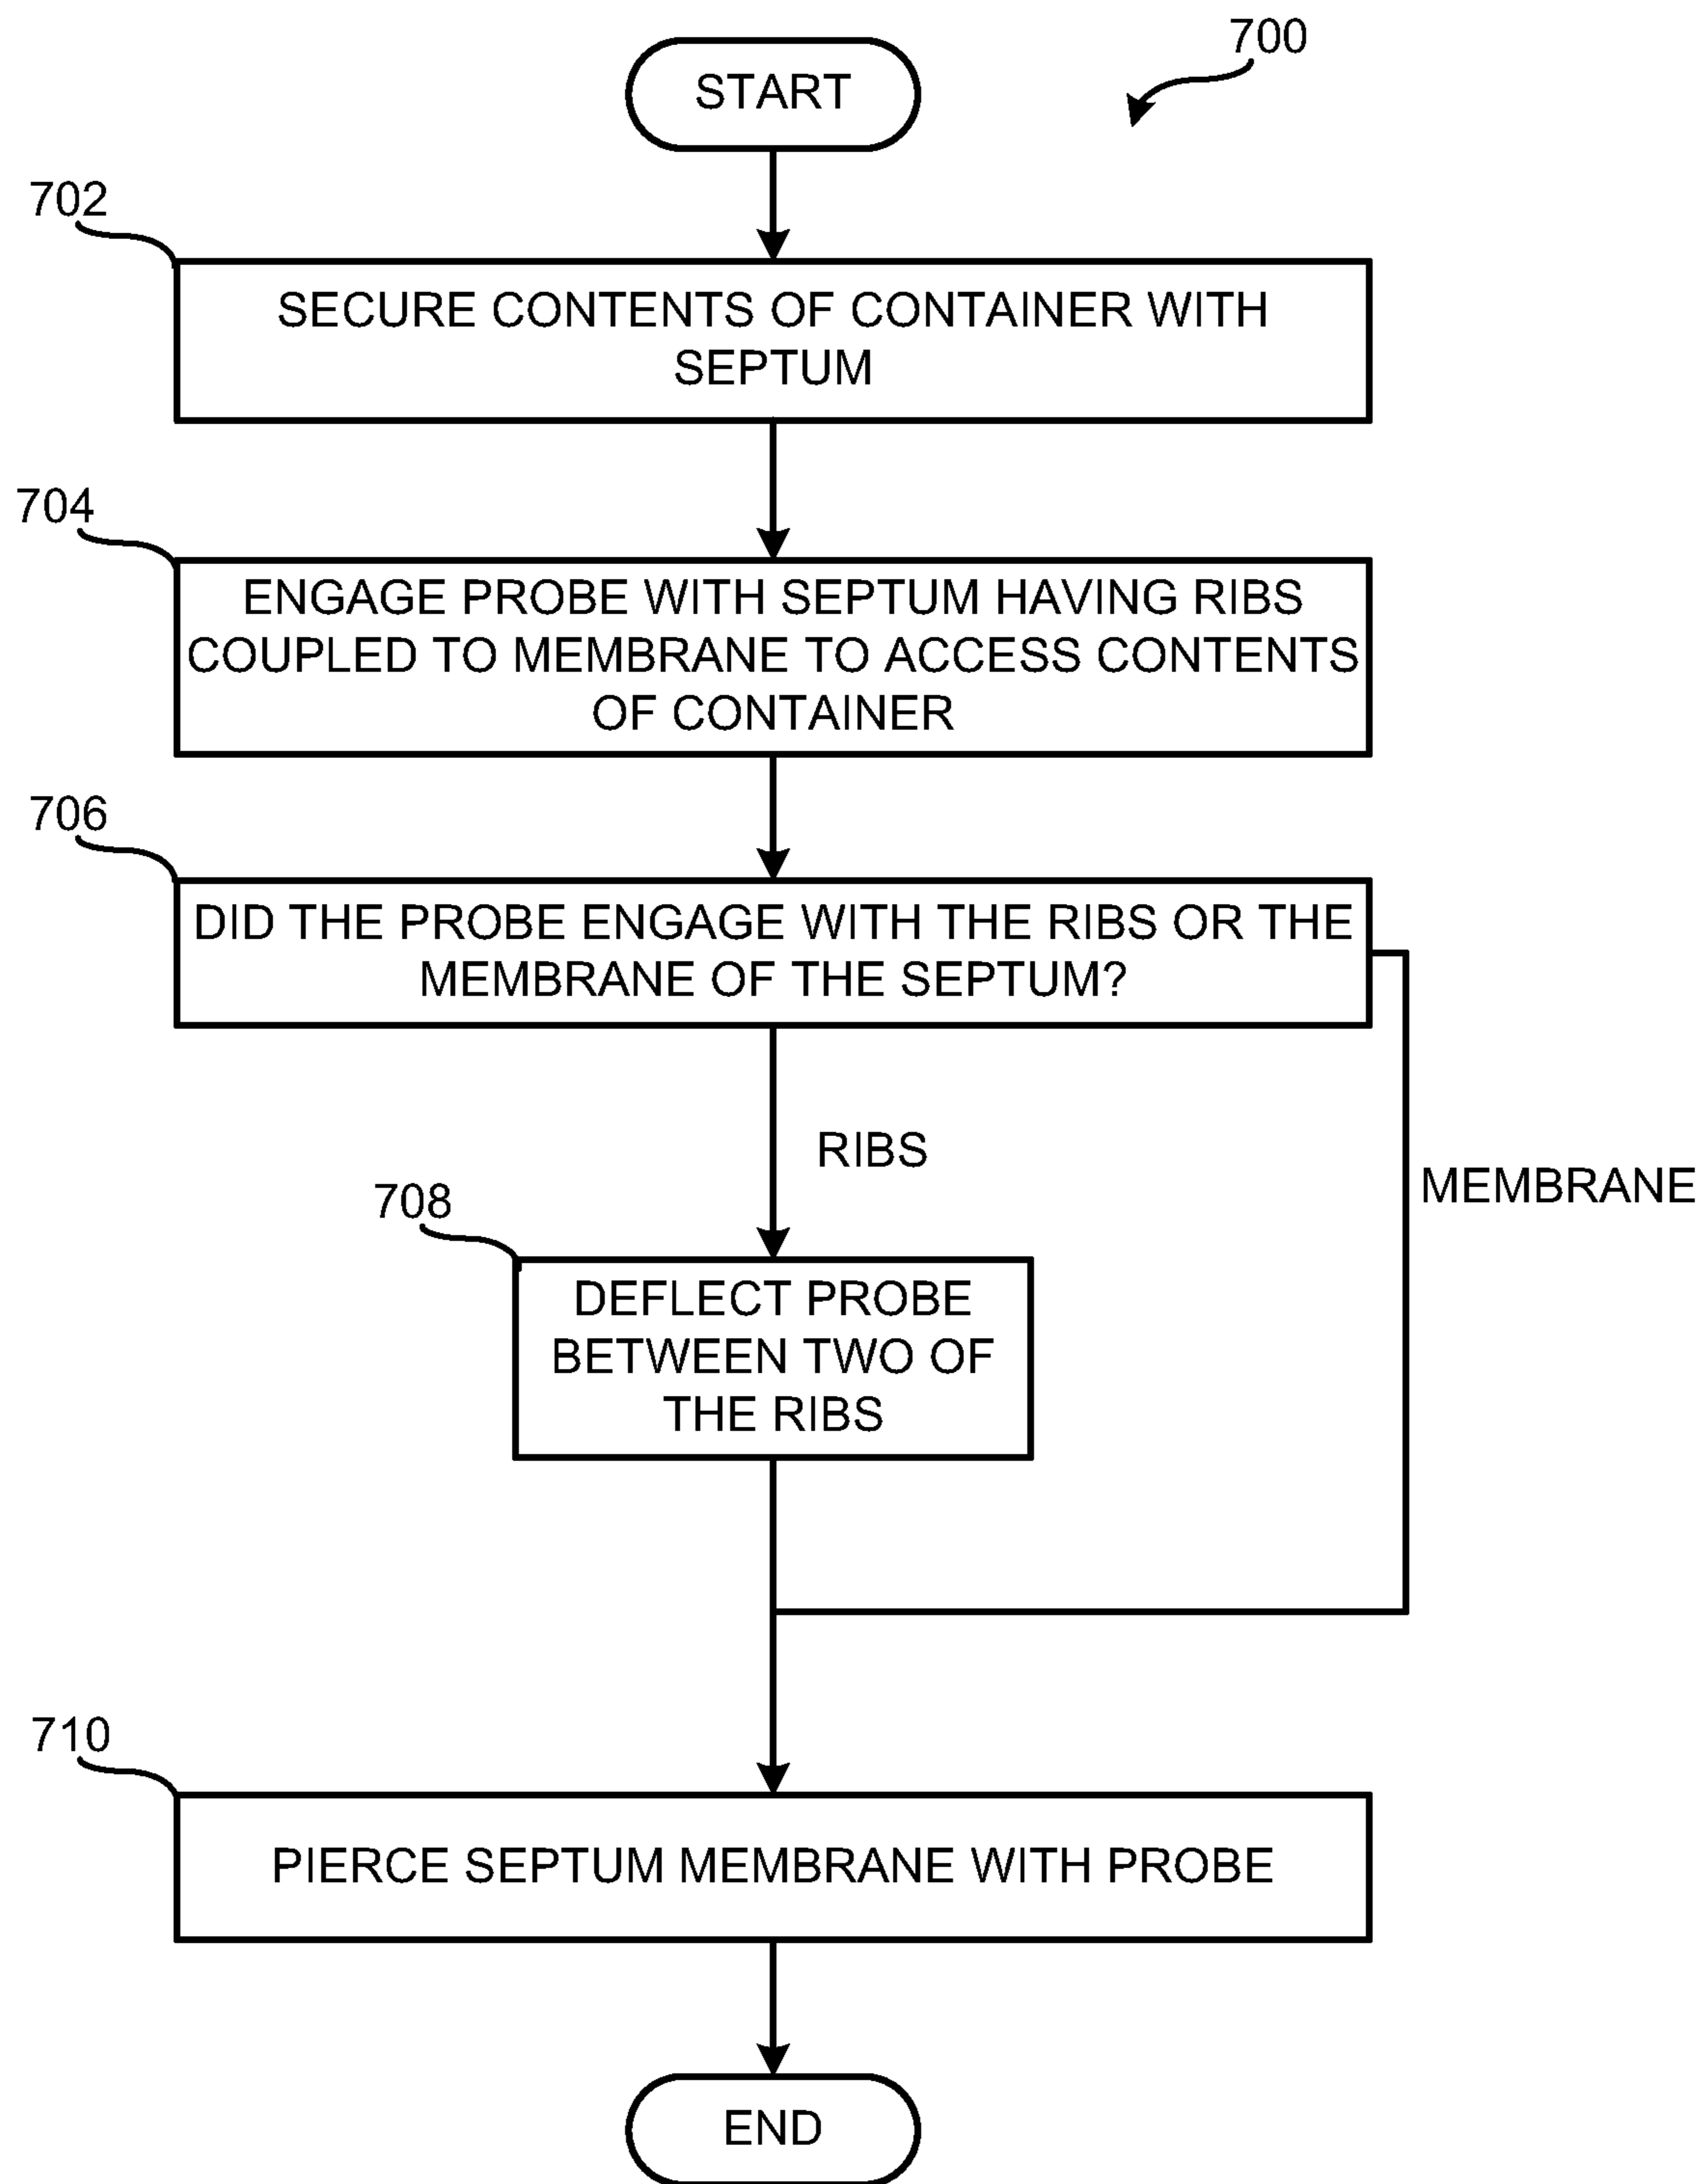 700
START
702
SECURE CONTENTS OF CONTAINER WITH
SEPTUM
704
ENGAGE PROBE WITH SEPTUM HAVING RIBS
COUPLED TO MEMBRANE TO ACCESS CONTENTS
OF CONTAINER
706
DID THE PROBE ENGAGE WITH THE RIBS OR THE
MEMBRANE OF THE SEPTUM?
RIBS
MEMBRANE
708
DEFLECT PROBE
BETWEEN TWO OF
THE RIBS
710
PIERCE SEPTUM MEMBRANE WITH PROBE
END